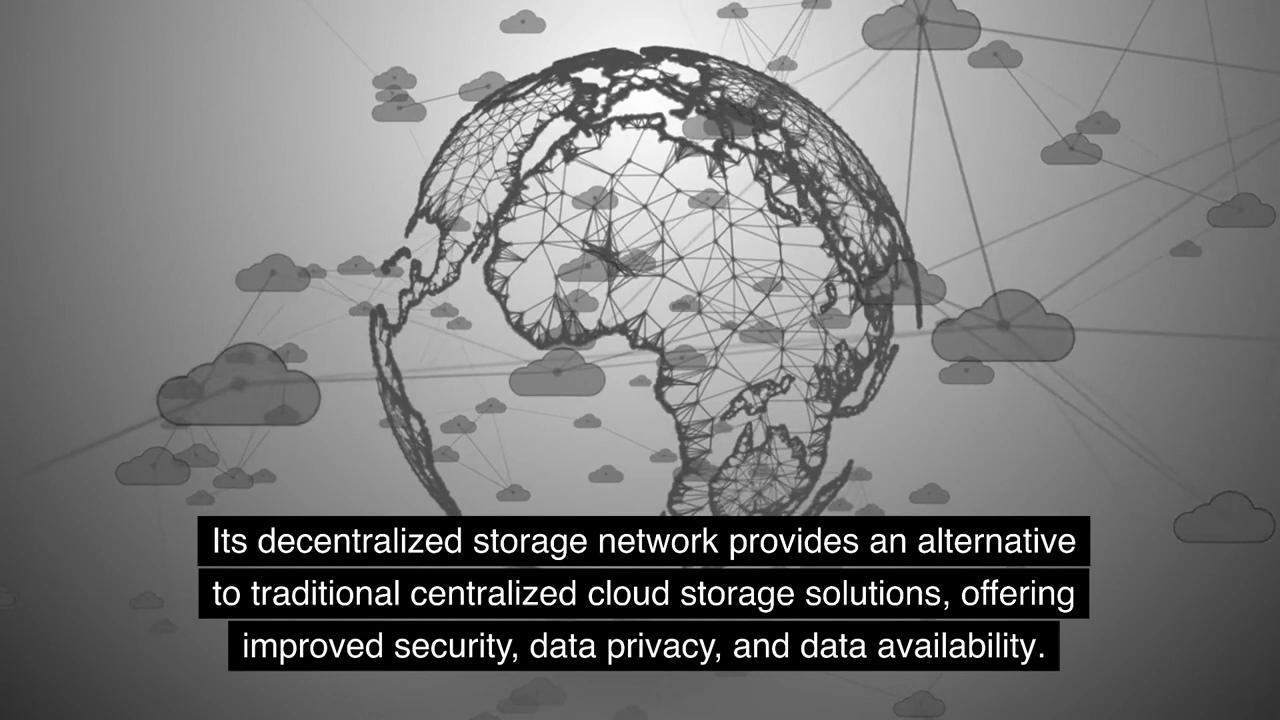 Its decentralized storage network provides an alternative
to traditional centralized cloud storage solutions, offering
improved security, data privacy, and data availability.